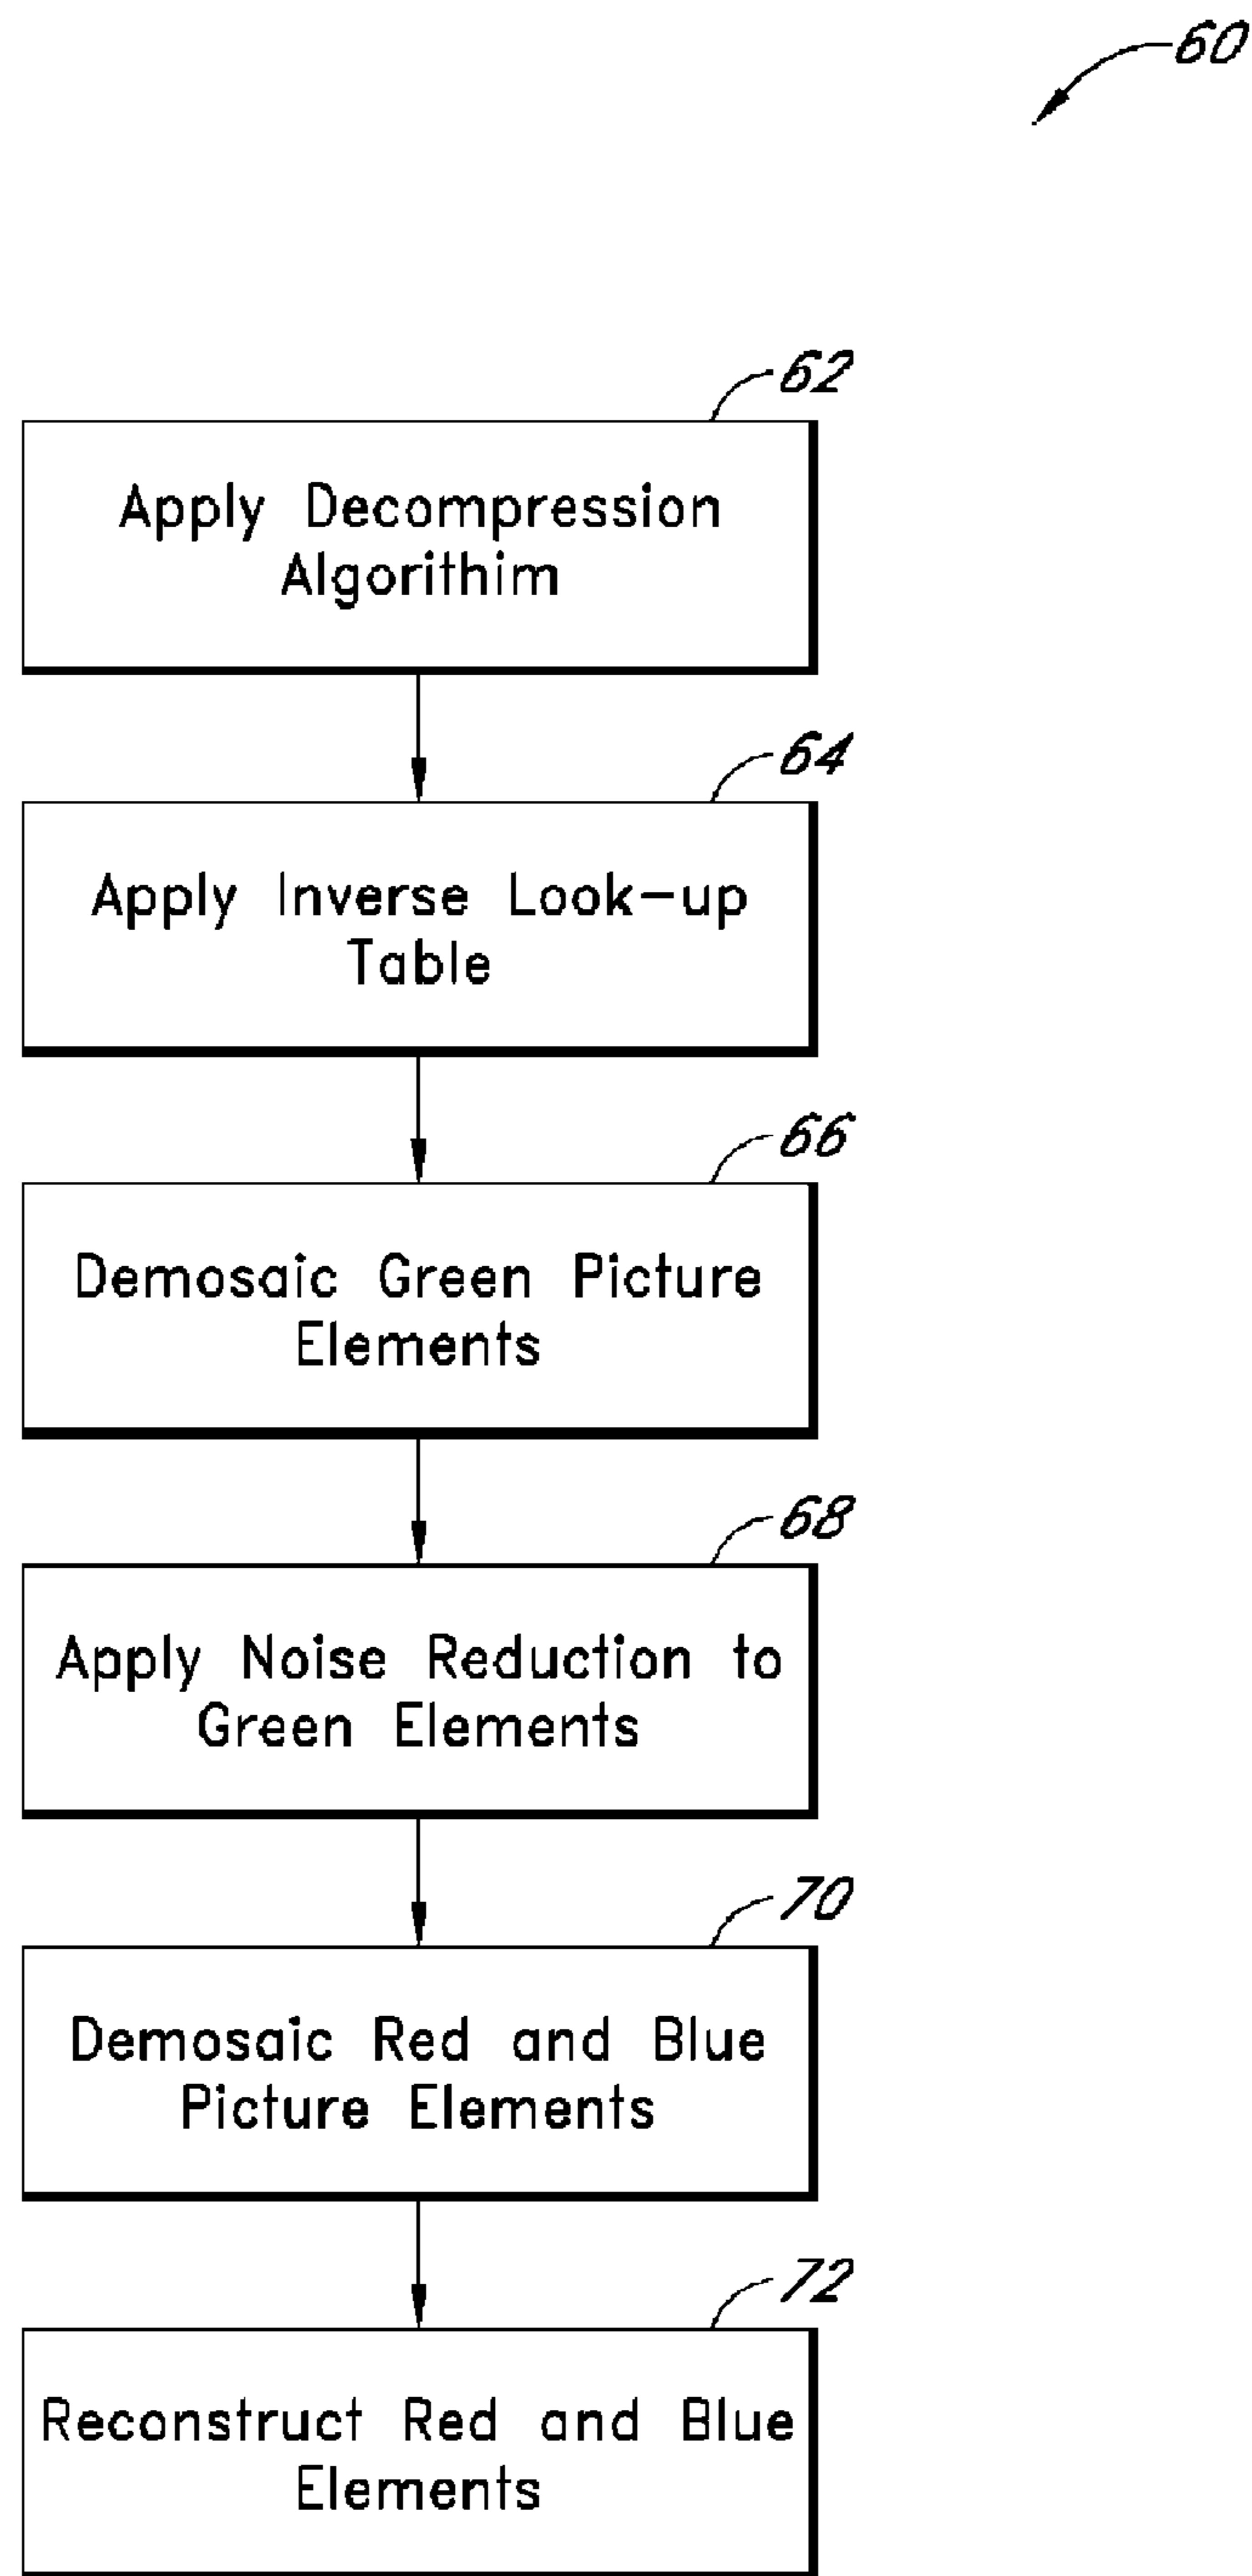 60
62
Apply Decompression
Algorithim
64
Apply Inverse Look-up
Table
66
Demosaic Green Picture
Elements
68
Apply Noise Reduction to
Green Elements
70
Demosaic Red and Blue
Picture Elements
72
Reconstruct Red and Blue
Elements